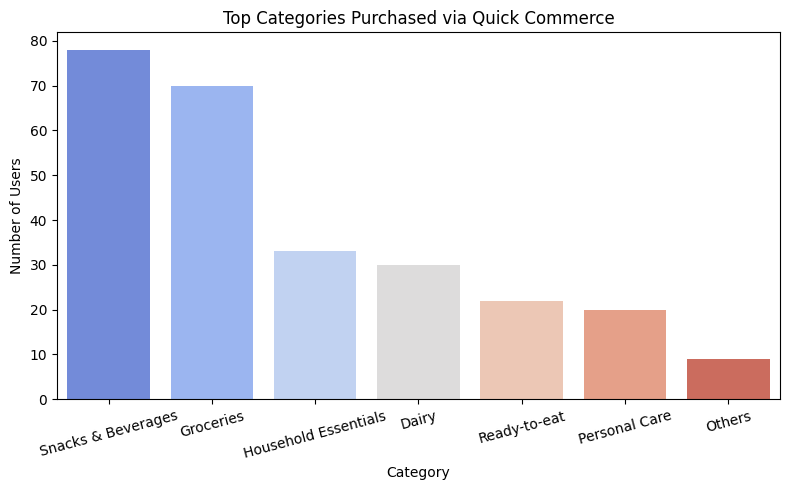 Top Categories Purchased via Quick Commerce
Number of Users
80
70
60
50
40
30
20
10
0
Snacks & Beverages
Groceries
Household Essentials
Dairy
Ready-to-eat
Personal Care
Others
Category